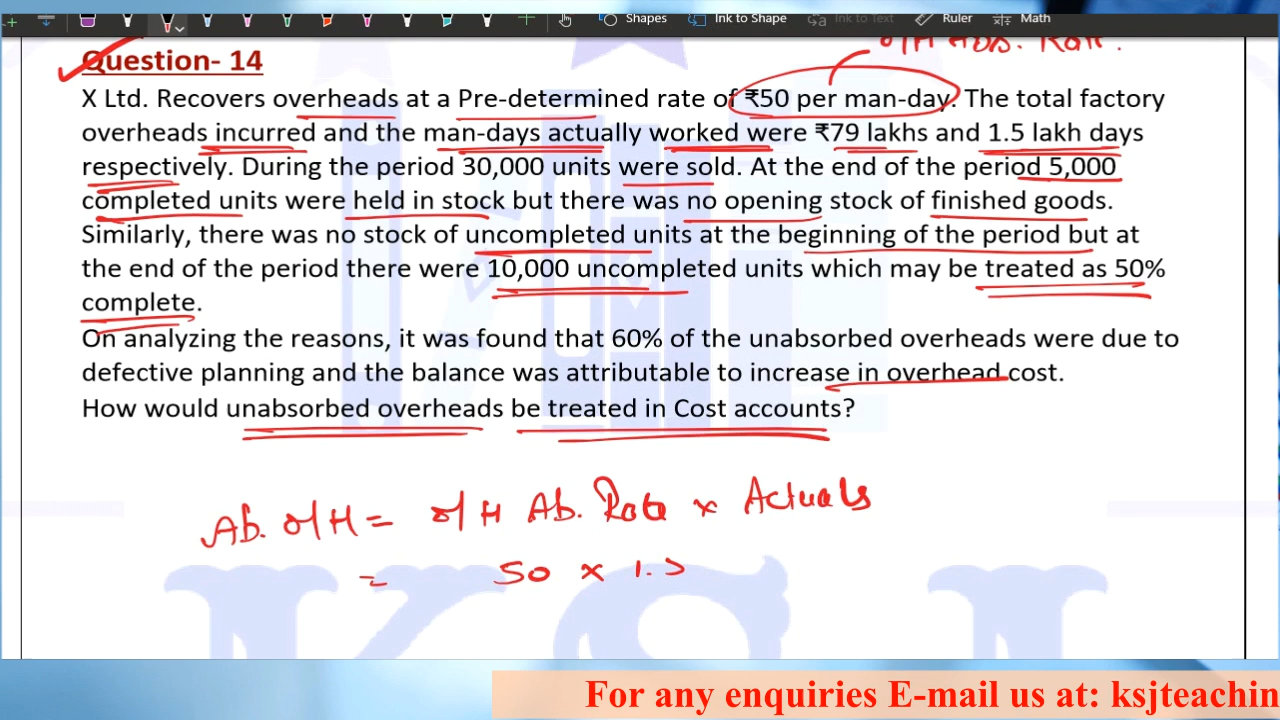 Shapes Ink to Shape Ink to Text Ruler Math
Question- 14
X Ltd. Recovers overheads at a Pre-determined rate of ₹50 per man-day. The total factory
overheads incurred and the man-days actually worked were ₹79 lakhs and 1.5 lakh days
respectively. During the period 30,000 units were sold. At the end of the period 5,000
completed units were held in stock but there was no opening stock of finished goods.
Similarly, there was no stock of uncompleted units at the beginning of the period but at
the end of the period there were 10,000 uncompleted units which may be treated as 50%
complete.
On analyzing the reasons, it was found that 60% of the unabsorbed overheads were due to
defective planning and the balance was attributable to increase in overhead cost.
How would unabsorbed overheads be treated in Cost accounts?
Ab. O/H = O/H Ab. Rate × Actuals
= 50 × 1.5
For any enquiries E-mail us at: ksjteachin